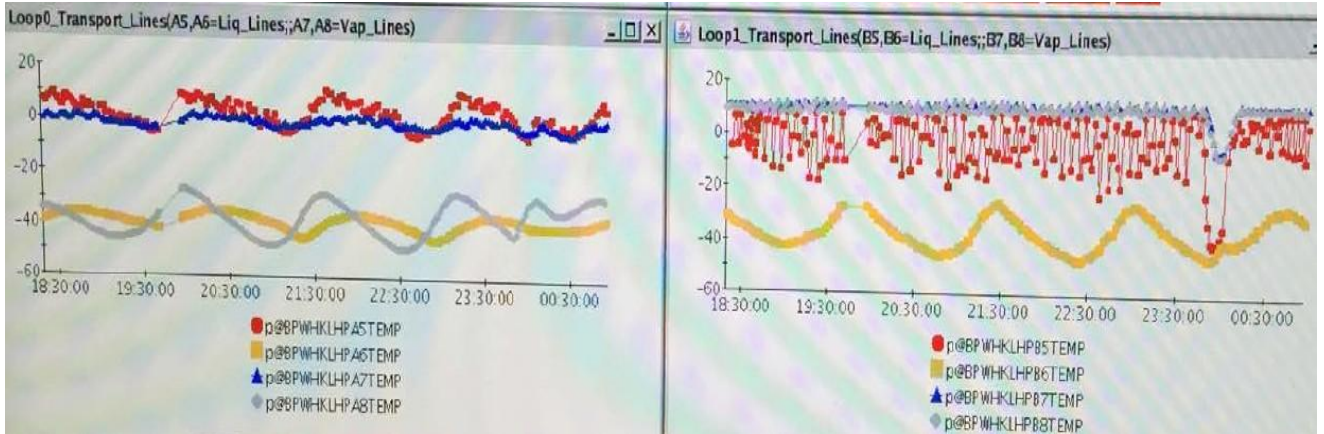 Loop0_Transport_Lines(A5,A6=Liq_Lines;;A7,A8=Vap_Lines)
20
0
-20
-40
-60
18:30:00 19:30:00 20:30:00 21:30:00 22:30:00 23:30:00 00:30:00
p@BPWHKLHPA5TEMP
p@BPWHKLHPA6TEMP
p@BPWHKLHPA7TEMP
p@BPWHKLHPA8TEMP
Loop1_Transport_Lines(B5,B6=Liq_Lines;;B7,B8=Vap_Lines)
20
0
-20
-40
-60
18:30:00 19:30:00 20:30:00 21:30:00 22:30:00 23:30:00 00:30:00
p@BPWHKLHPB5TEMP
p@BPWHKLHPB6TEMP
p@BPWHKLHPB7TEMP
p@BPWHKLHPB8TEMP